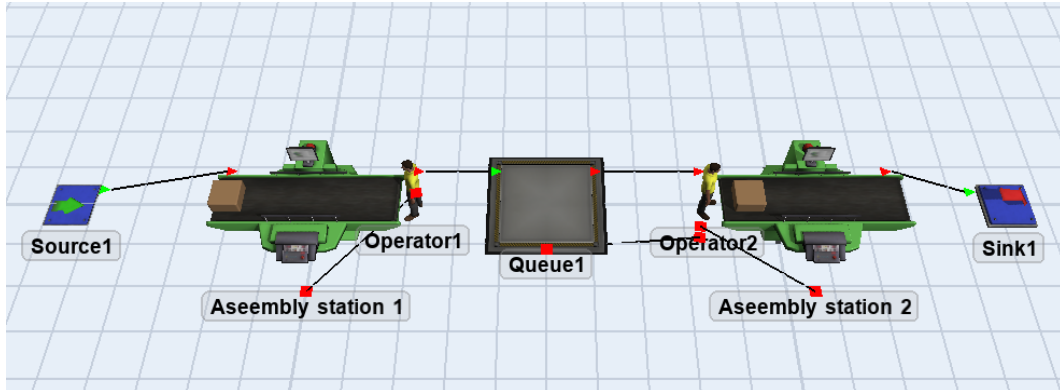 Source1
Operator1
Queue1
Operator2
Sink1
Aseembly station 1
Aseembly station 2